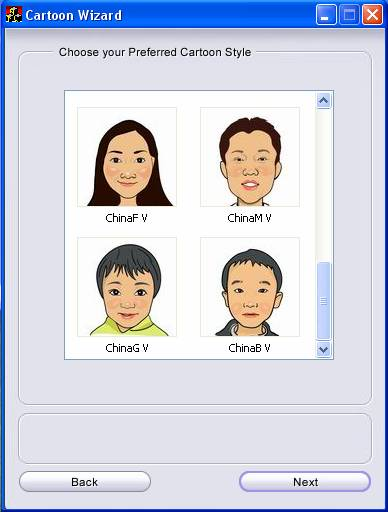 Cartoon Wizard
Choose your Preferred Cartoon Style
ChinaF V
ChinaM V
ChinaG V
ChinaB V
Back
Next